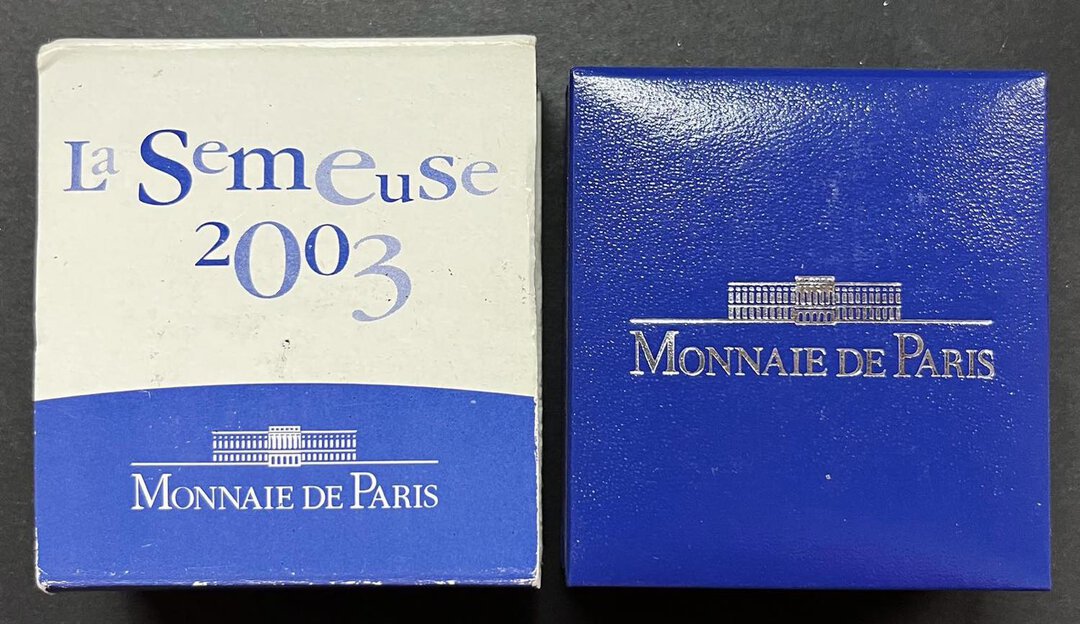 La Semeuse
2003
MONNAIE DE PARIS
MONNAIE DE PARIS